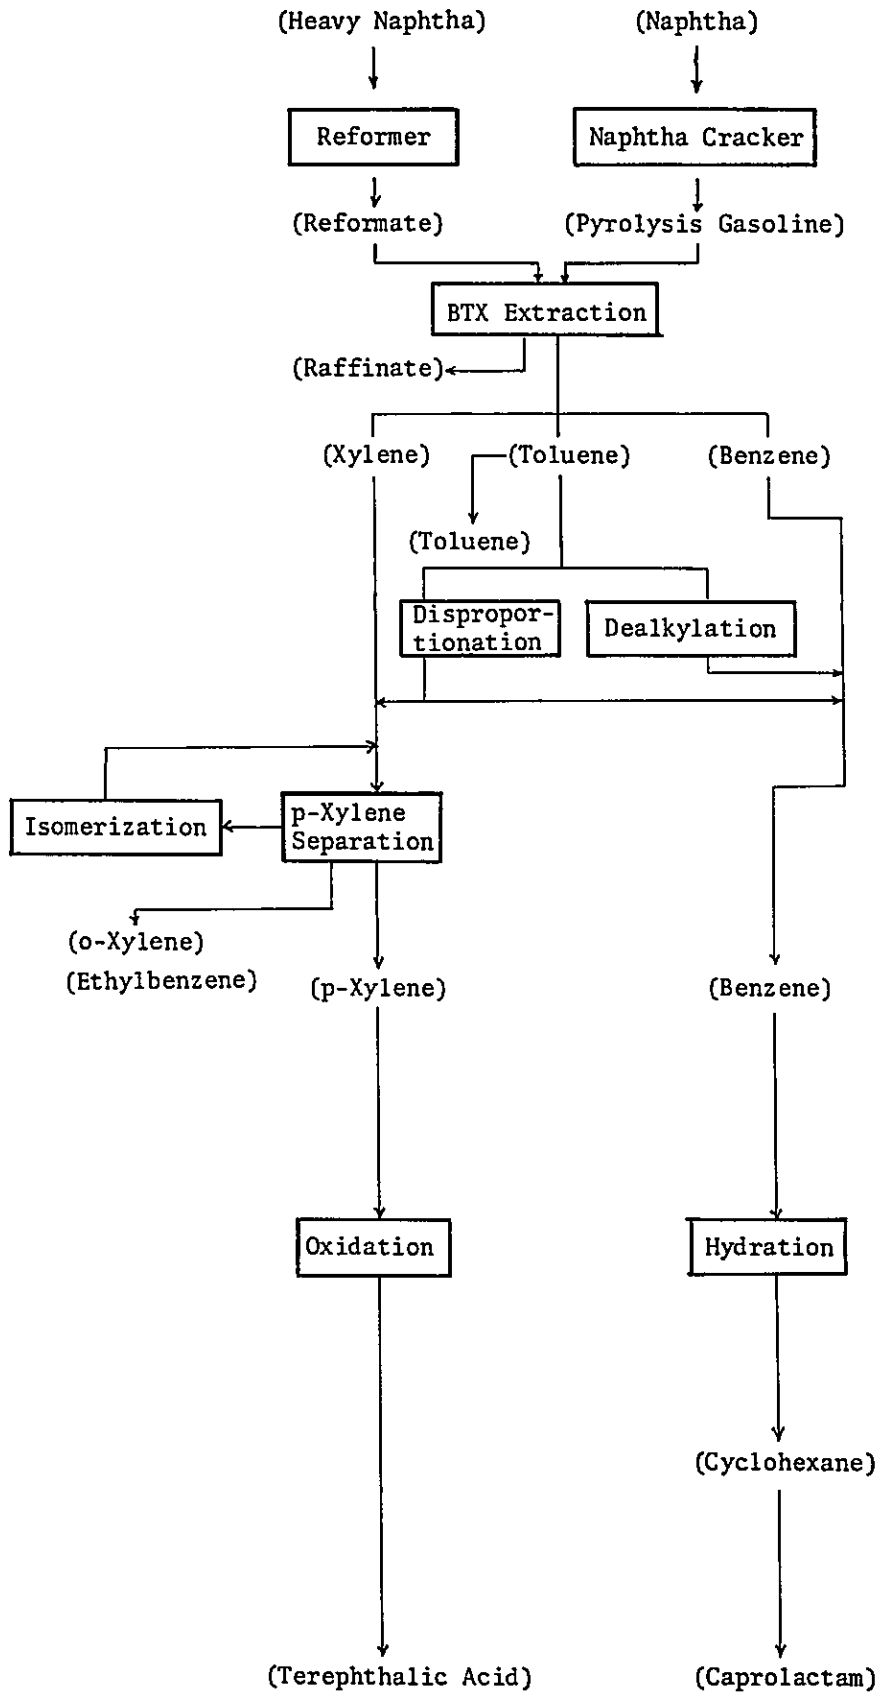 (Heavy Naphtha)
(Naphtha)
Reformer
Naphtha Cracker
(Reformate)
(Pyrolysis Gasoline)
BTX Extraction
(Raffinate)
(Xylene)
(Toluene)
(Benzene)
(Toluene)
Dispropor-
tionation
Dealkylation
Isomerization
p-Xylene
Separation
(o-Xylene)
(Ethylbenzene)
(p-Xylene)
(Benzene)
Oxidation
Hydration
(Cyclohexane)
(Terephthalic Acid)
(Caprolactam)